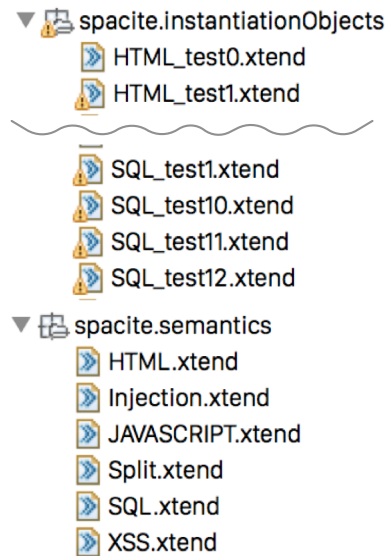 spacite.instantiationObjects
HTML_test0.xtend
HTML_test1.xtend
SQL_test1.xtend
SQL_test10.xtend
SQL_test11.xtend
SQL_test12.xtend
spacite.semantics
HTML.xtend
Injection.xtend
JAVASCRIPT.xtend
Split.xtend
SQL.xtend
XSS.xtend